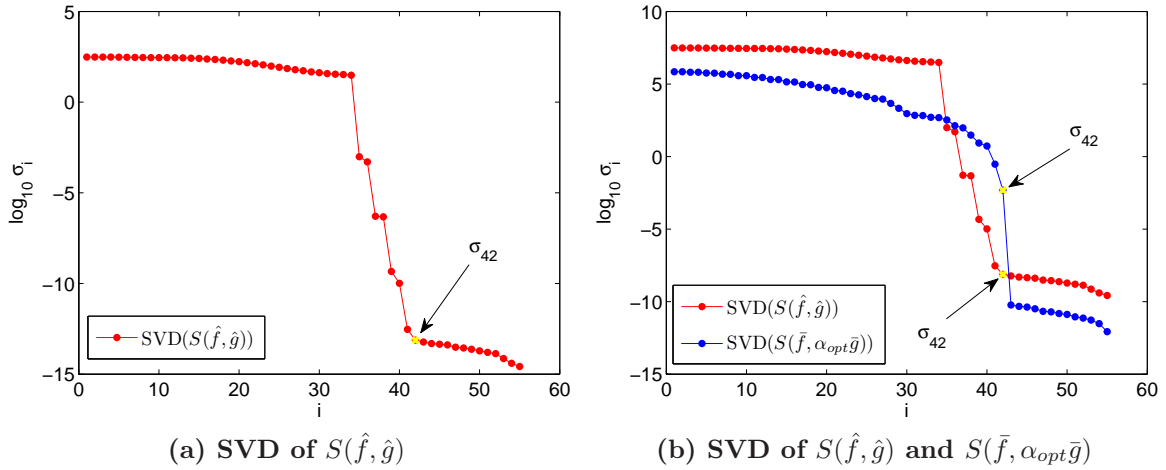 5
0
−5
−10
−15
log₁₀ σᵢ
0 10 20 30 40 50 60
i
σ₄₂
SVD(S(f̂, ĝ))
(a) SVD of S(f̂, ĝ)
10
5
0
−5
−10
−15
log₁₀ σᵢ
0 10 20 30 40 50 60
i
σ₄₂
σ₄₂
SVD(S(f̂, ĝ))
SVD(S(f̄, αₒₚₜḡ))
(b) SVD of S(f̂, ĝ) and S(f̄, αₒₚₜḡ)